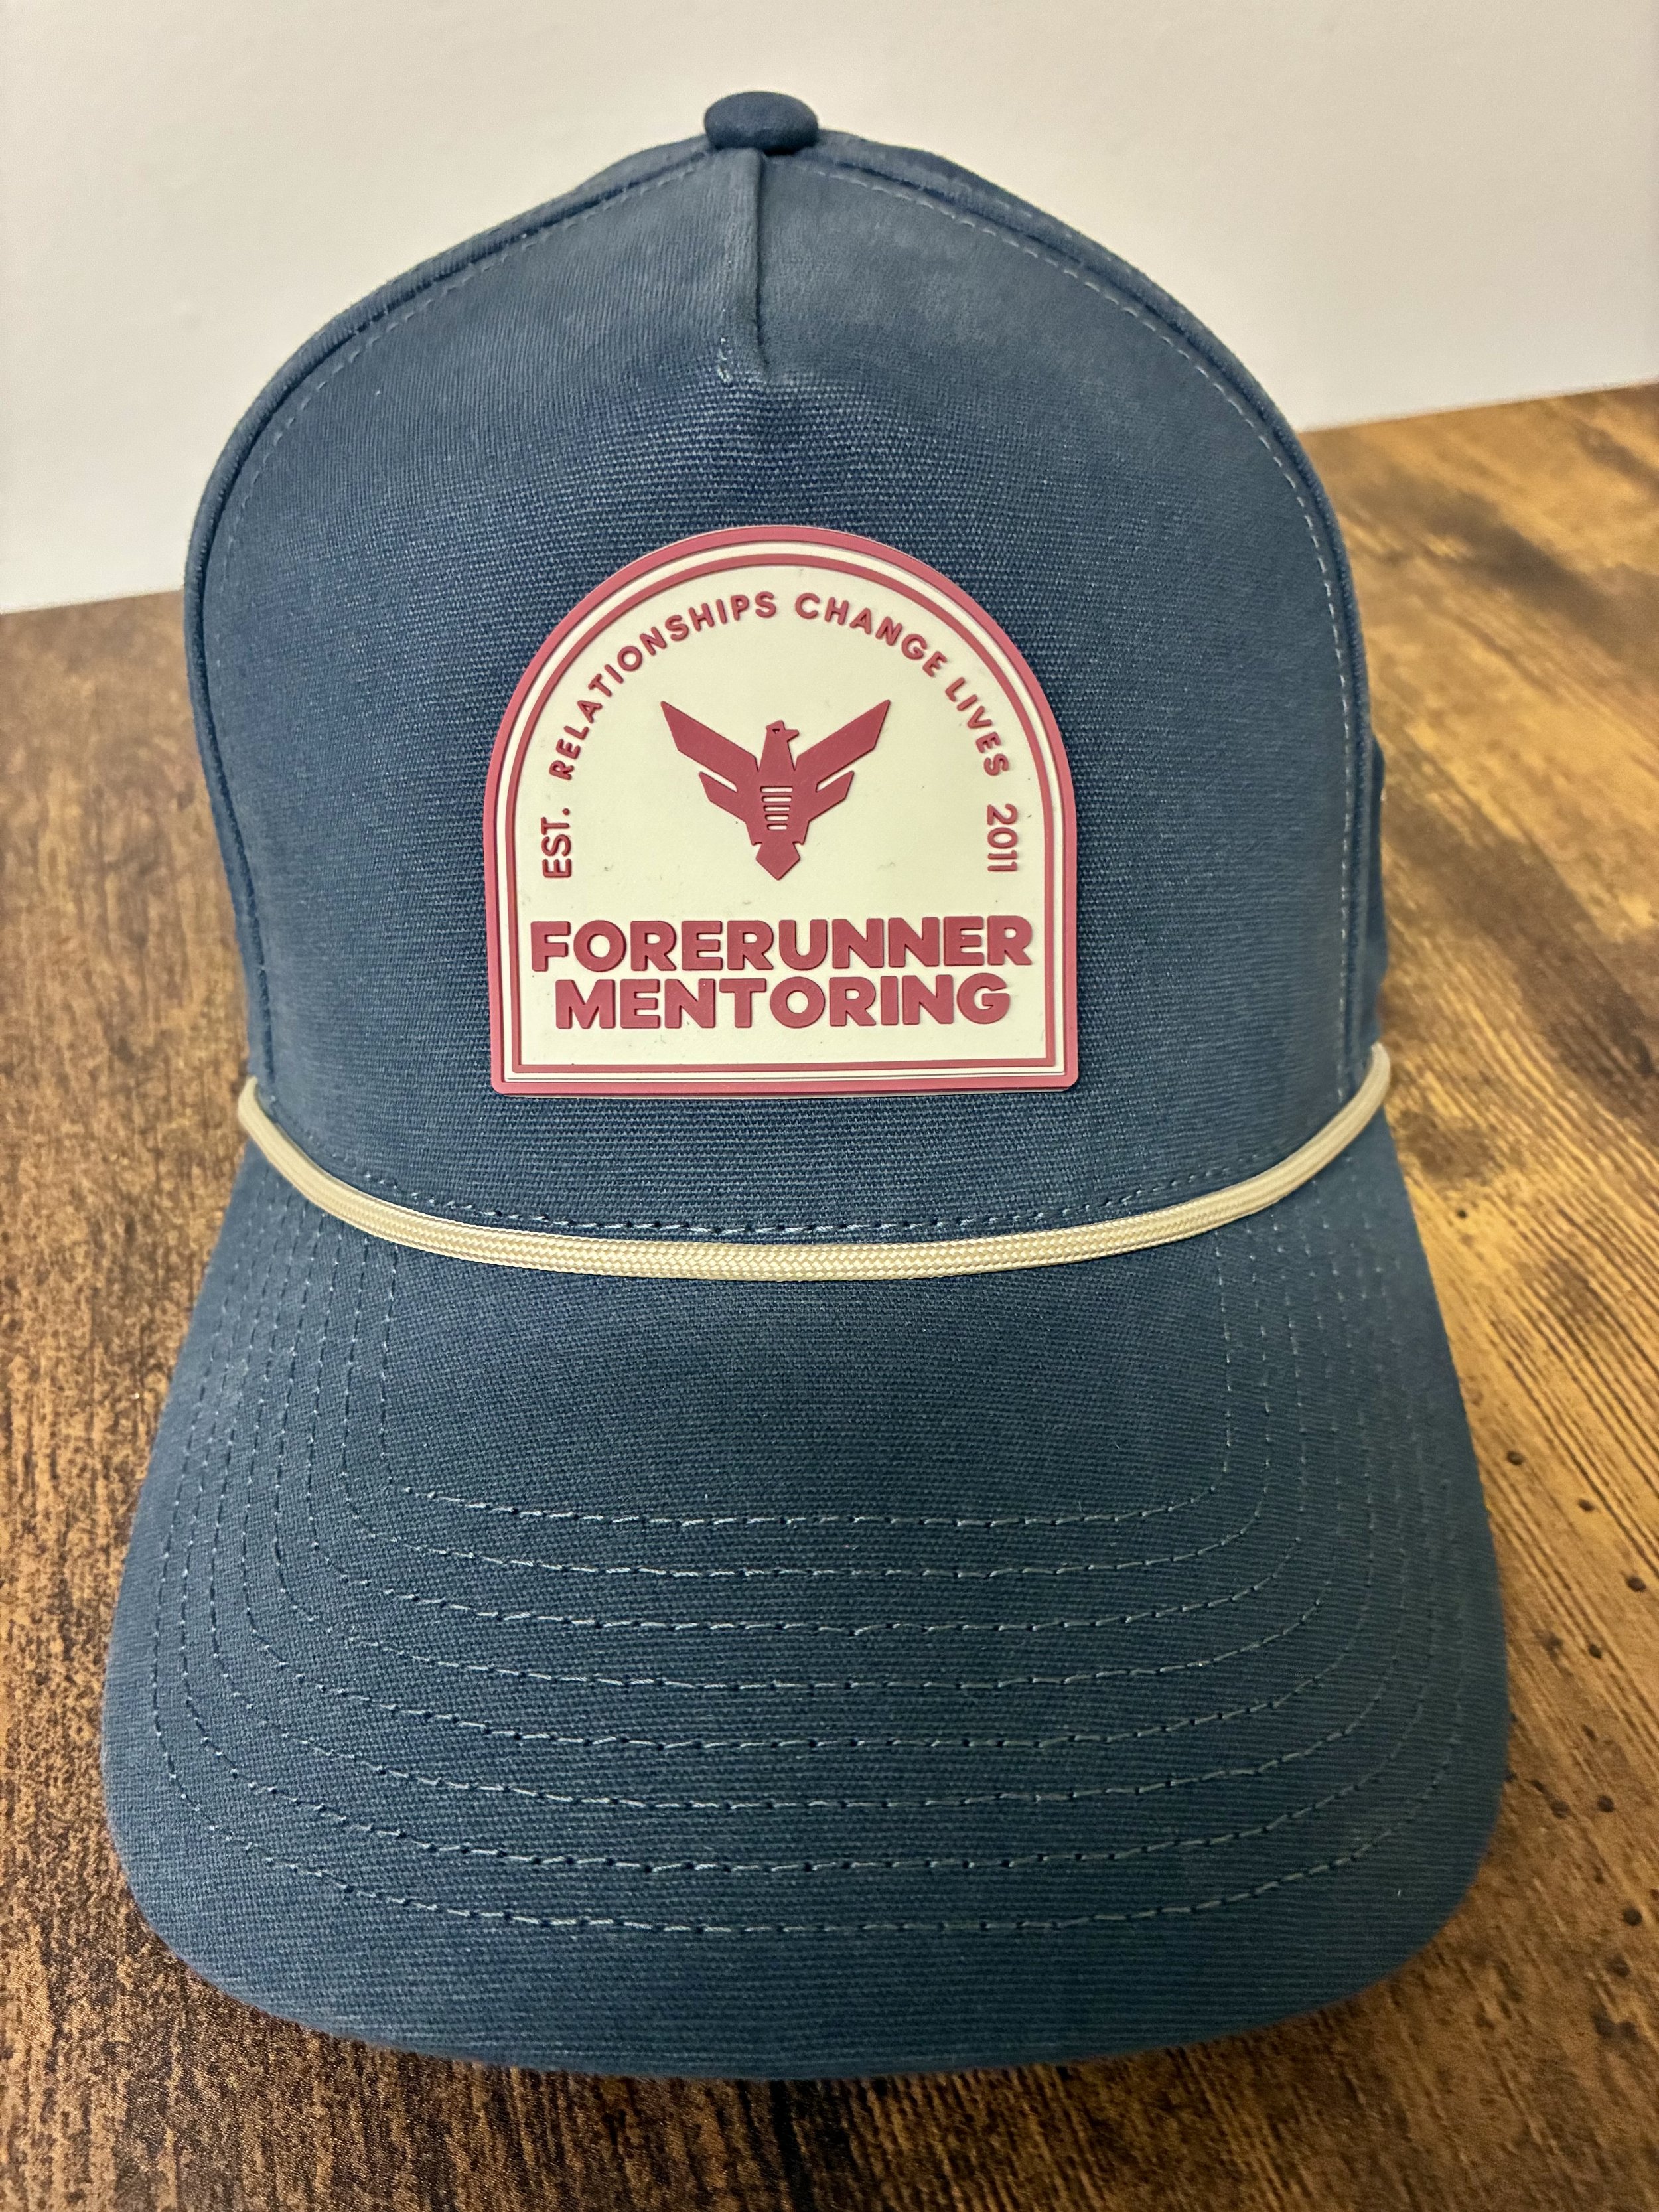 EST. RELATIONSHIPS CHANGE LIVES 2011
FORERUNNER
MENTORING